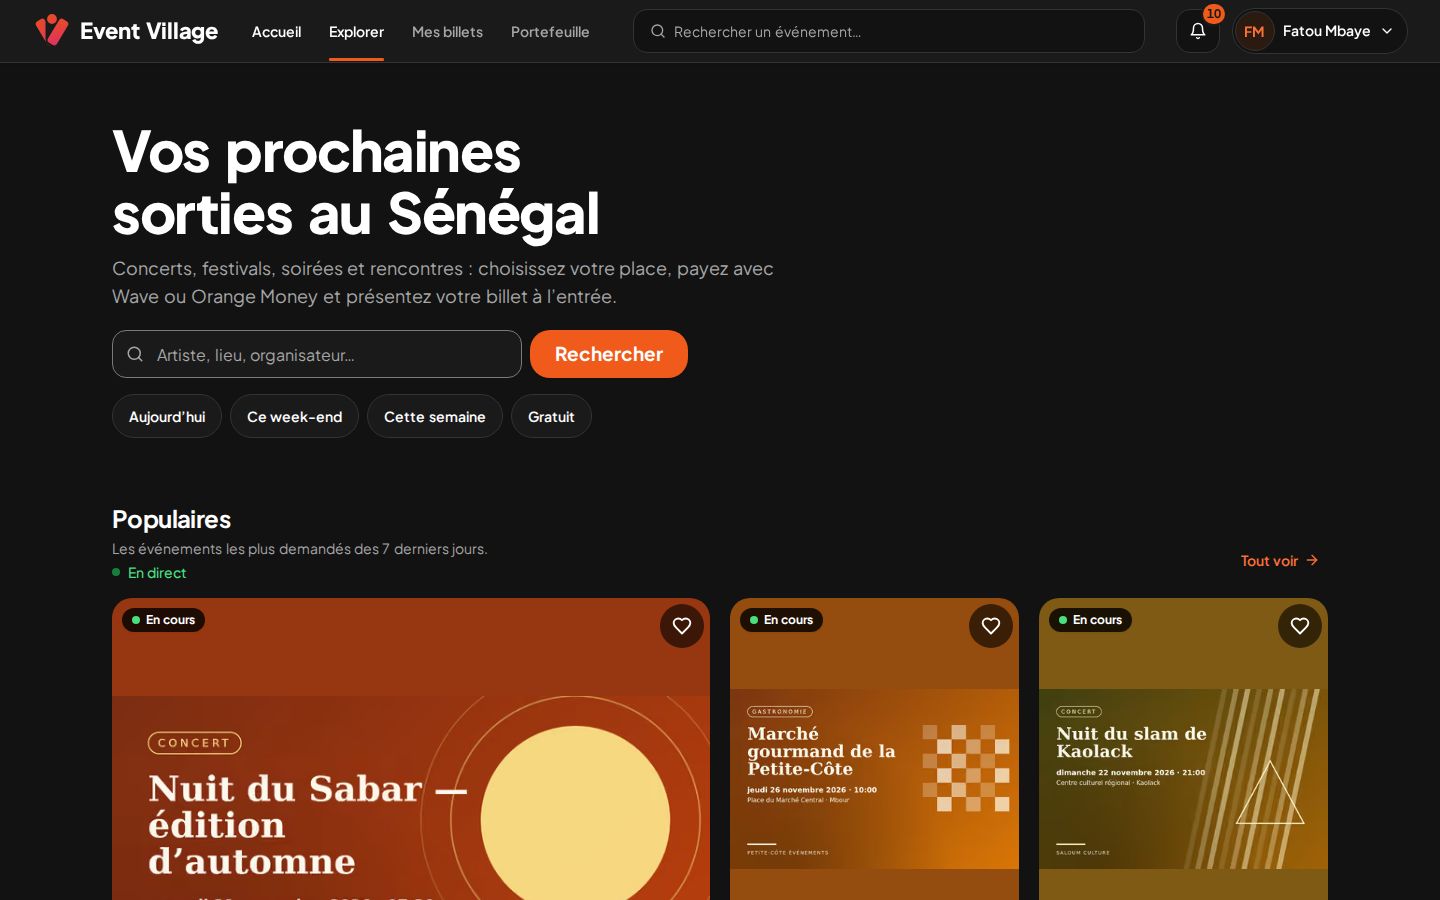 Event Village
Accueil
Explorer
Mes billets
Portefeuille
Rechercher un événement…
10
FM
Fatou Mbaye
Vos prochaines
sorties au Sénégal
Concerts, festivals, soirées et rencontres : choisissez votre place, payez avec
Wave ou Orange Money et présentez votre billet à l’entrée.
Artiste, lieu, organisateur…
Rechercher
Aujourd’hui
Ce week-end
Cette semaine
Gratuit
Populaires
Les événements les plus demandés des 7 derniers jours.
En direct
Tout voir
En cours
CONCERT
Nuit du Sabar —
édition
d’automne
En cours
GASTRONOMIE
Marché
gourmand de la
Petite-Côte
jeudi 26 novembre 2026 · 10:00
Place du Marché Central · Mbour
PETITE-CÔTE ÉVÉNEMENTS
En cours
CONCERT
Nuit du slam de
Kaolack
dimanche 22 novembre 2026 · 21:00
Centre culturel régional · Kaolack
SALOUM CULTURE